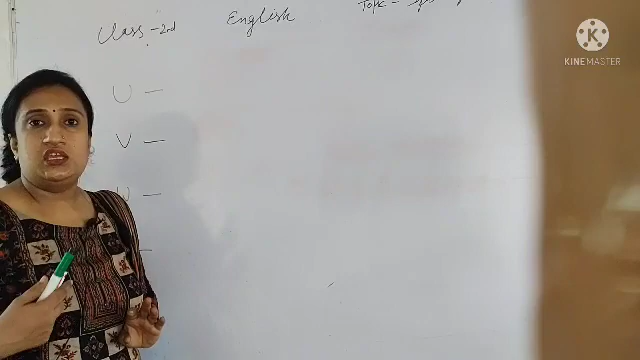 Class - 2nd English Topic -
U -
V -
-
-
K
KINEMASTER